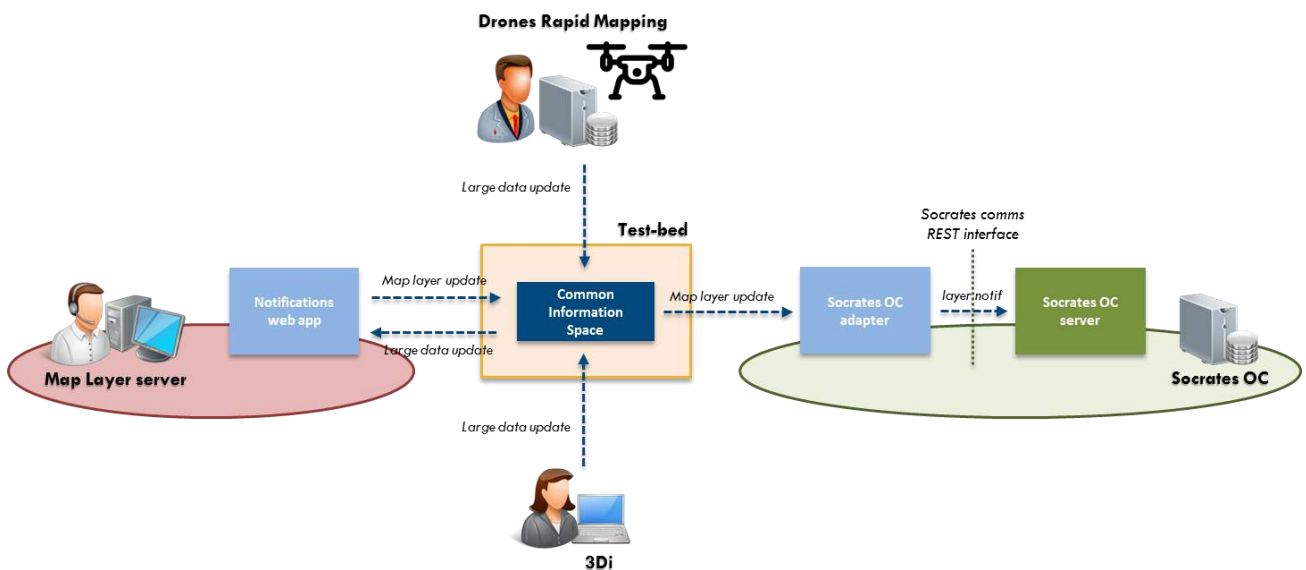 Drones Rapid Mapping
Large data update
Test-bed
Socrates comms
REST interface
Notifications
web app
Map layer update
Large data update
Common
Information
Space
Map layer update
Socrates OC
adapter
layer notif
Socrates OC
server
Map Layer server
Socrates OC
Large data update
3Di